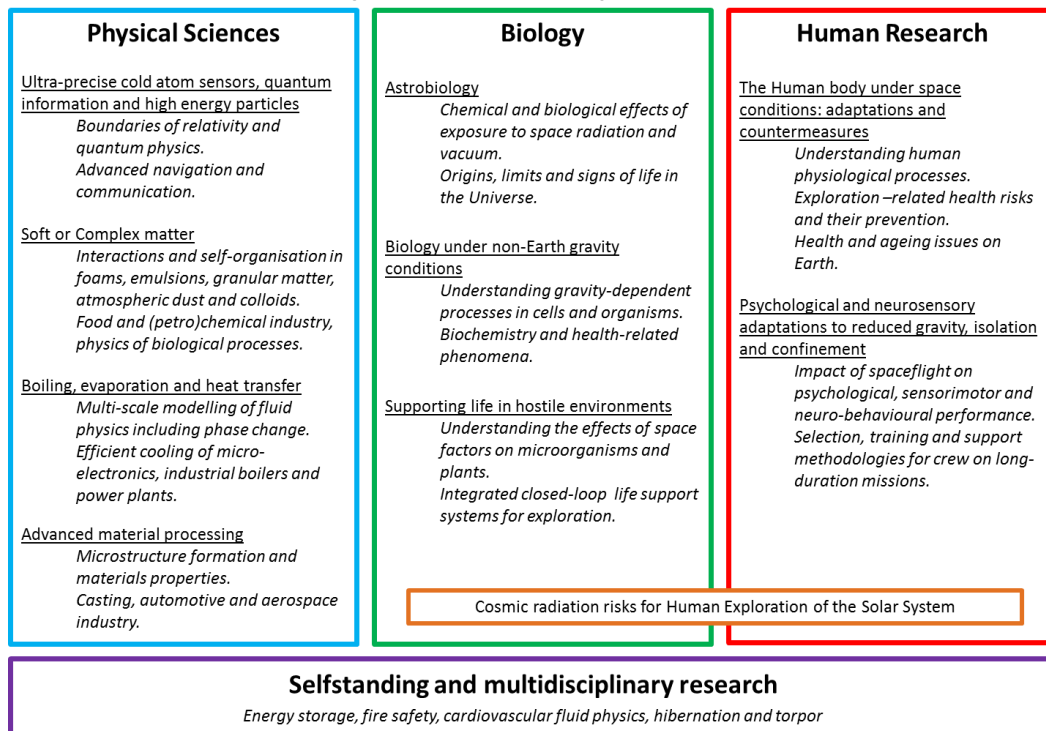 Physical Sciences
Ultra-precise cold atom sensors, quantum
information and high energy particles
Boundaries of relativity and
quantum physics.
Advanced navigation and
communication.
Soft or Complex matter
Interactions and self-organisation in
foams, emulsions, granular matter,
atmospheric dust and colloids.
Food and (petro)chemical industry,
physics of biological processes.
Boiling, evaporation and heat transfer
Multi-scale modelling of fluid
physics including phase change.
Efficient cooling of micro-
electronics, industrial boilers and
power plants.
Advanced material processing
Microstructure formation and
materials properties.
Casting, automotive and aerospace
industry.
Biology
Astrobiology
Chemical and biological effects of
exposure to space radiation and
vacuum.
Origins, limits and signs of life in
the Universe.
Biology under non-Earth gravity
conditions
Understanding gravity-dependent
processes in cells and organisms.
Biochemistry and health-related
phenomena.
Supporting life in hostile environments
Understanding the effects of space
factors on microorganisms and
plants.
Integrated closed-loop life support
systems for exploration.
Human Research
The Human body under space
conditions: adaptations and
countermeasures
Understanding human
physiological processes.
Exploration –related health risks
and their prevention.
Health and ageing issues on
Earth.
Psychological and neurosensory
adaptations to reduced gravity, isolation
and confinement
Impact of spaceflight on
psychological, sensorimotor and
neuro-behavioural performance.
Selection, training and support
methodologies for crew on long-
duration missions.
Cosmic radiation risks for Human Exploration of the Solar System
Selfstanding and multidisciplinary research
Energy storage, fire safety, cardiovascular fluid physics, hibernation and torpor